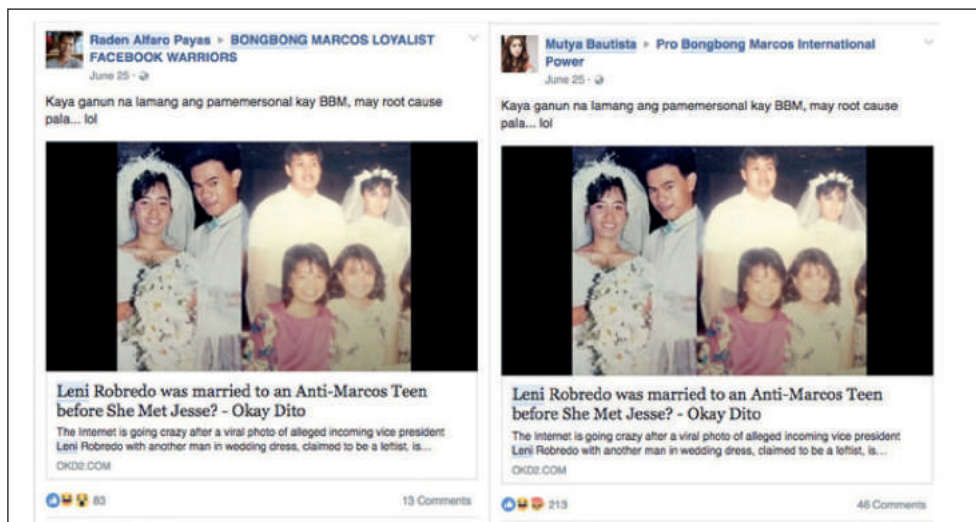 Raden Alfaro Payas ▸ BONGBONG MARCOS LOYALIST
FACEBOOK WARRIORS
June 25 ·
Kaya ganun na lamang ang pamemersonal kay BBM, may root cause
pala... lol
Leni Robredo was married to an Anti-Marcos Teen
before She Met Jesse? - Okay Dito
The Internet is going crazy after a viral photo of alleged incoming vice president
Leni Robredo with another man in wedding dress, claimed to be a leftist, is...
OKD2.COM
83
13 Comments
Mutya Bautista ▸ Pro Bongbong Marcos International
Power
June 25 ·
Kaya ganun na lamang ang pamemersonal kay BBM, may root cause
pala... lol
Leni Robredo was married to an Anti-Marcos Teen
before She Met Jesse? - Okay Dito
The Internet is going crazy after a viral photo of alleged incoming vice president
Leni Robredo with another man in wedding dress, claimed to be a leftist, is...
OKD2.COM
213
46 Comments